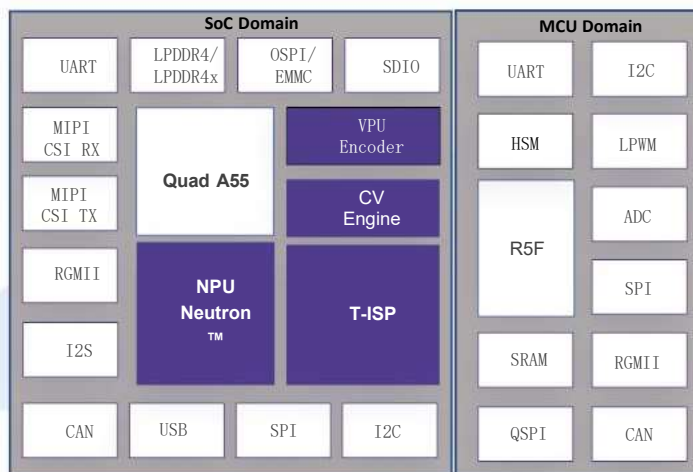 SoC Domain
UART
LPDDR4/
LPDDR4x
OSPI/
EMMC
SDIO
MIPI
CSI RX
Quad A55
VPU
Encoder
MIPI
CSI TX
CV
Engine
RGMII
NPU
Neutron
TM
T-ISP
I2S
CAN
USB
SPI
I2C
MCU Domain
UART
I2C
HSM
LPWM
R5F
ADC
SPI
SRAM
RGMII
QSPI
CAN